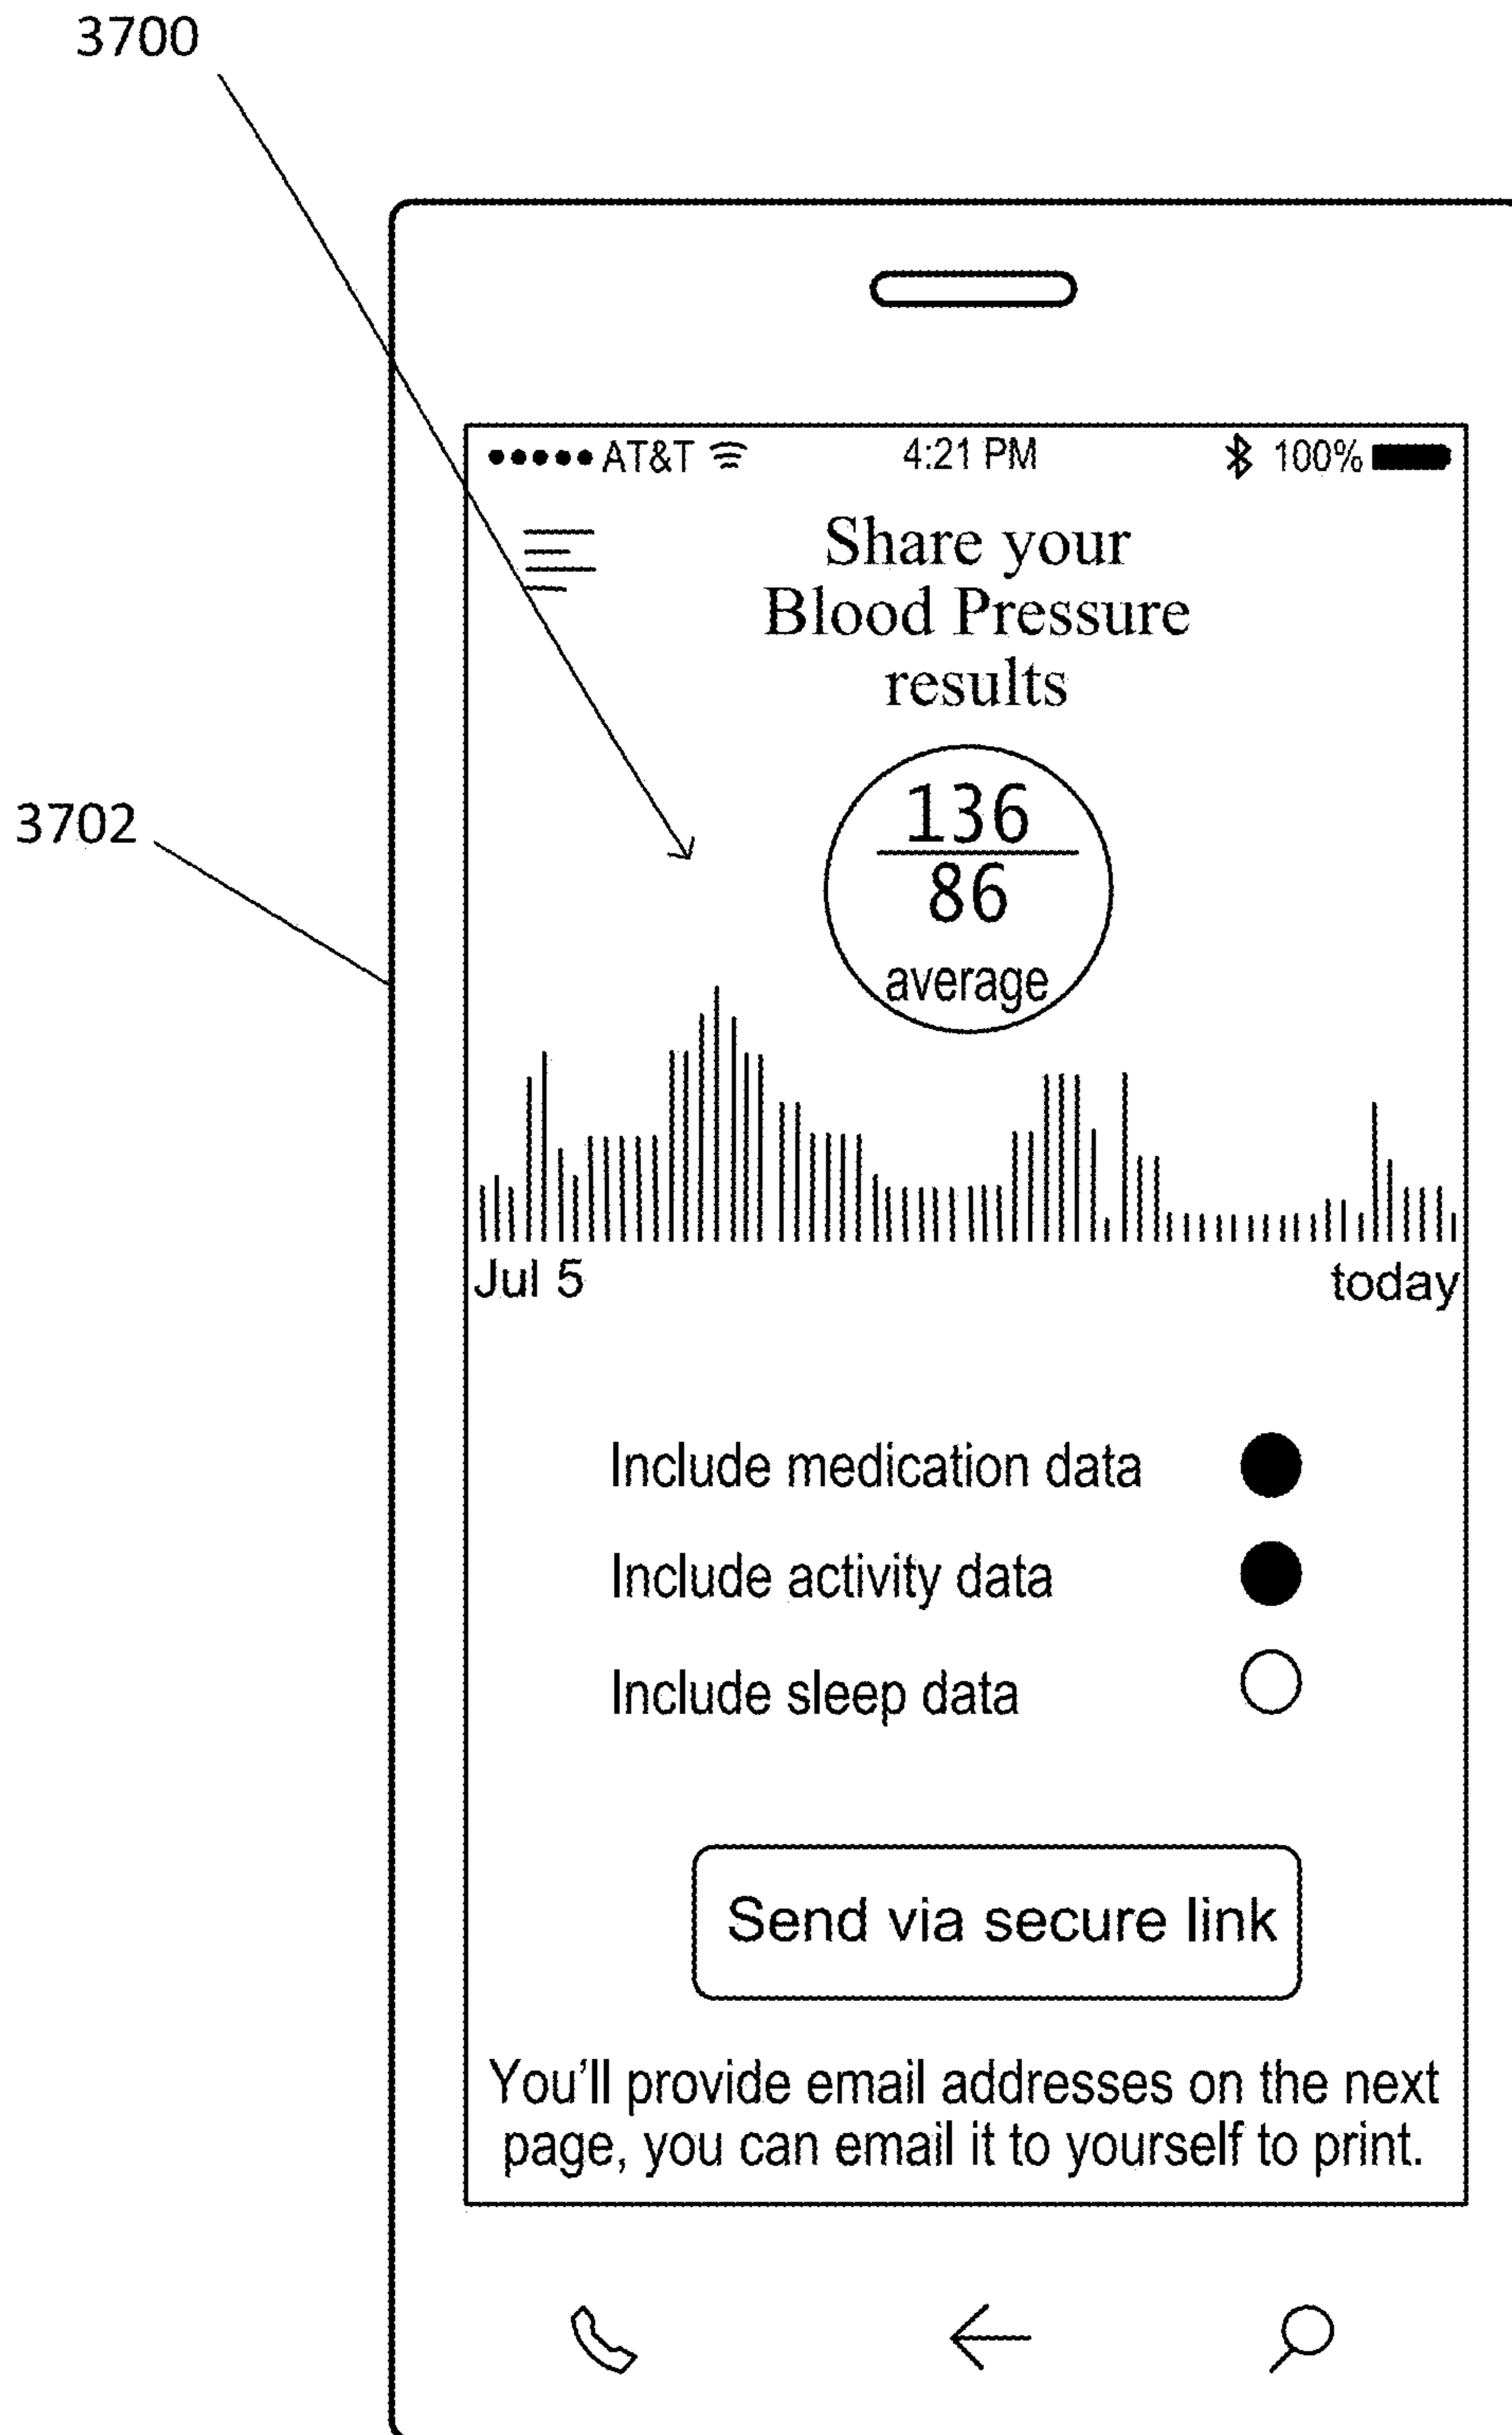 3700
AT&T 4:21 PM 100%
Share your
Blood Pressure
results
3702
136
86
average
Jul 5 today
Include medication data
Include activity data
Include sleep data
Send via secure link
You'll provide email addresses on the next
page, you can email it to yourself to print.